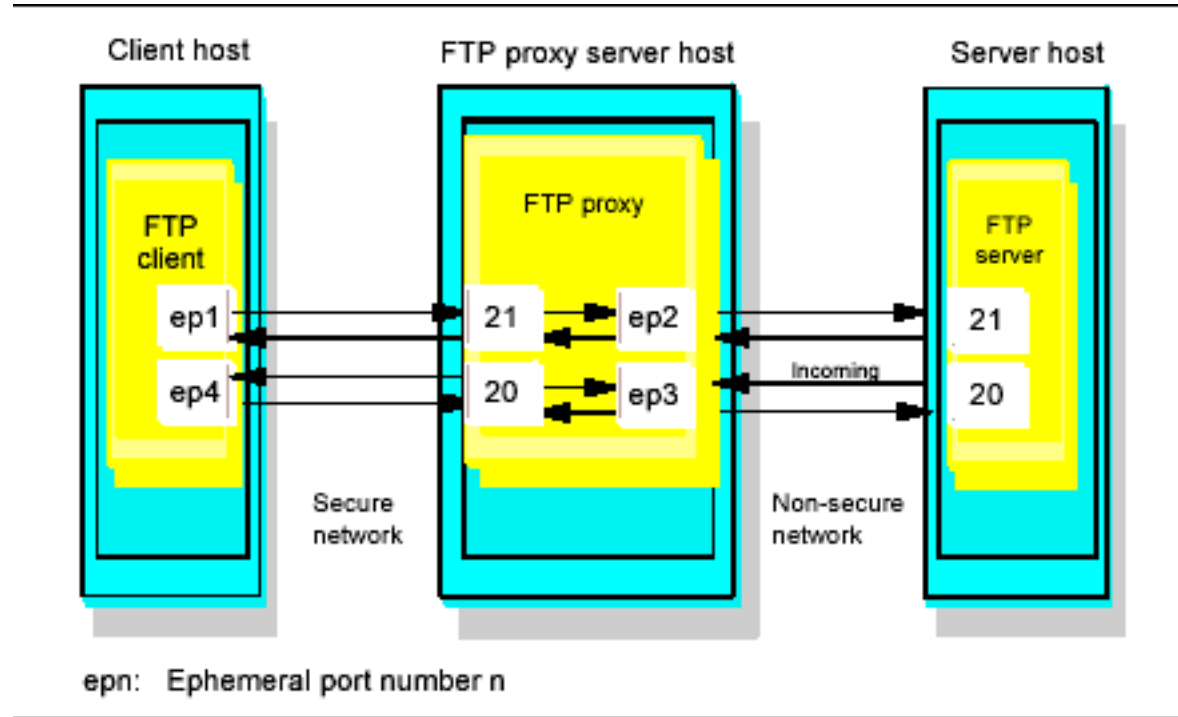 Client host
FTP proxy server host
Server host
FTP
client
FTP proxy
FTP
server
ep1
21
ep2
21
Incoming
ep4
20
ep3
20
Secure
network
Non-secure
network
epn: Ephemeral port number n